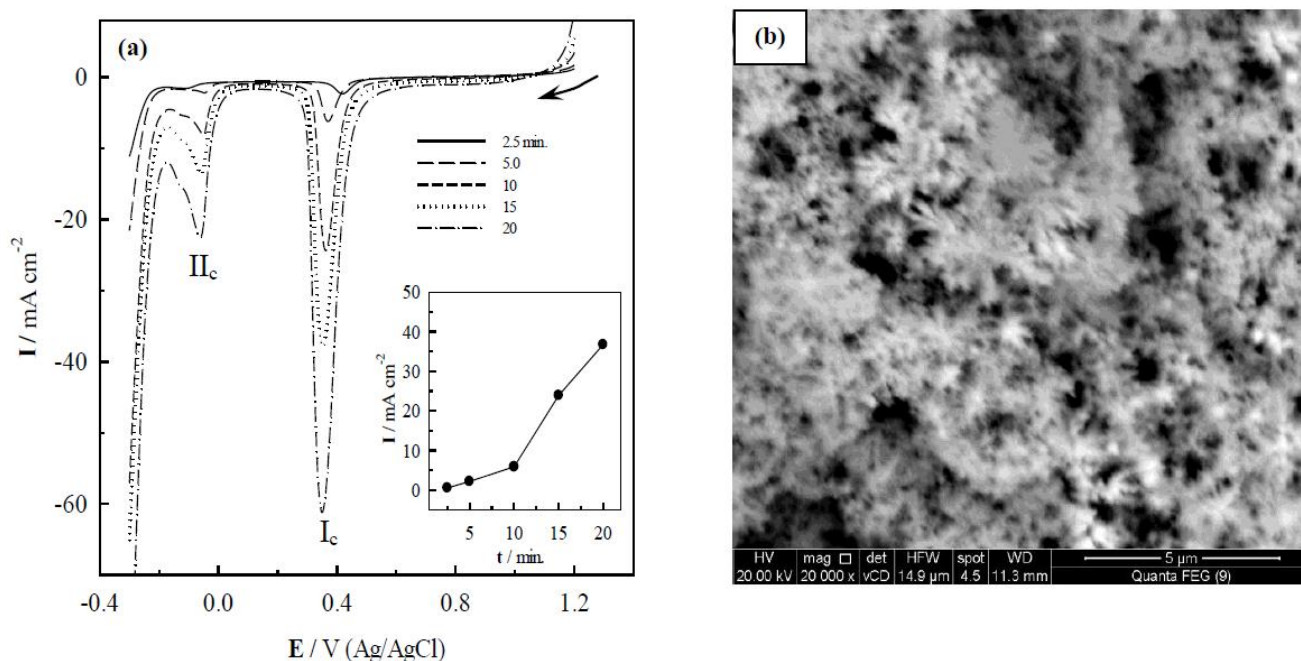 (a)
0
-20
-40
-60
-0.4 0.0 0.4 0.8 1.2
I / mA cm-2
E / V (Ag/AgCl)
2.5 min.
5.0
10
15
20
IIc
Ic
50
40
30
20
10
0
5 10 15 20
I / mA cm-2
t / min.
(b)
HV mag det HFW spot WD 5 µm
20.00 kV 20 000 x vCD 14.9 µm 4.5 11.3 mm Quanta FEG (9)